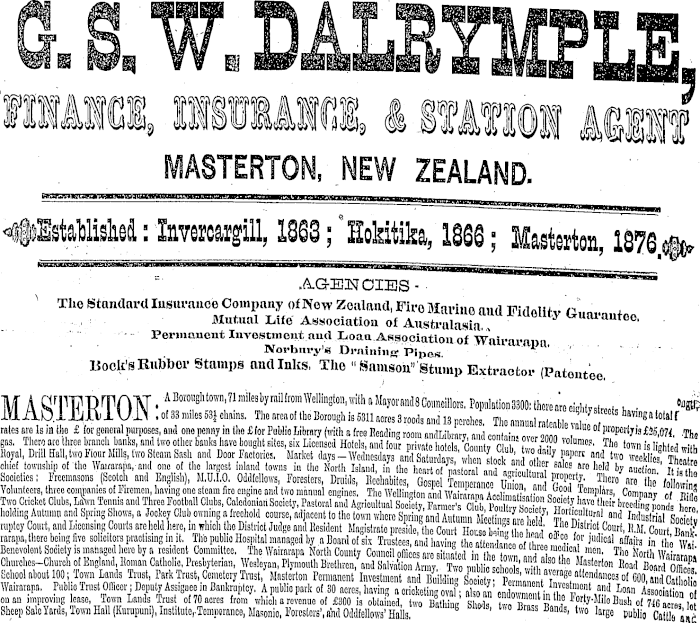 G. S. W. DALRYMPLE,
FINANCE, INSURANCE, & STATION AGENT
MASTERTON, NEW ZEALAND.
Established : Invercargill, 1863 ; Hokitika, 1866 ; Masterton, 1876.
AGENCIES -
The Standard Insurance Company of New Zealand, Fire Marine and Fidelity Guarantee.
Mutual Life Association of Australasia.
Permanent Investment and Loan Association of Wairarapa.
Norbury's Draining Pipes.
Bock's Rubber Stamps and Inks, The "Samson" Stump Extractor (Patentee.
MASTERTON: A Borough town, 71 miles by rail from Wellington, with a Mayor and 8 Councillors. Population 3300: there are eighty streets having a total
of 33 miles 53½ chains. The area of the Borough is 5311 acres 3 roods and 13 perches. The annual rateable value of property is £25,074. The
rates are 1s in the £ for general purposes, and one penny in the £ for Public Library (with a free Reading room and Library, and contains over 2000 volumes. The town is lighted with
gas. There are three branch banks, and two other banks have bought sites, six Licensed Hotels, and four private hotels, County Club, two daily papers and two weeklies, Theatre
Royal, Drill Hall, two Flour Mills, two Steam Sash and Door Factories. Market days—Wednesdays and Saturdays, when stock and other sales are held by auction. It is the
chief township of the Wairarapa, and one of the largest inland towns in the North Island, in the heart of pastoral and agricultural property. There are the following
Societies: Freemasons (Scotch and English), M.U.I.O. Oddfellows, Foresters, Druids, Rechabites, Gospel Temperance Union, and Good Templars, Company of Rifle
Volunteers, three companies of Firemen, having one steam fire engine and two manual engines. The Wellington and Wairarapa Acclimatisation Society have their breeding ponds here.
Two Cricket Clubs, Lawn Tennis and Three Football Clubs, Caledonian Society, Pastoral and Agricultural Society, Farmer's Club, Poultry Society, Horticultural and Industrial Society
holding Autumn and Spring Shows, a Jockey Club owning a freehold course, adjacent to the town where Spring and Autumn Meetings are held. The District Court, R.M. Court, Bank-
ruptcy Court, and Licensing Courts are held here, in which the District Judge and Resident Magistrate preside, the Court House being the head office for judical affairs in the Wai-
rarapa, there being five solicitors practising in it. The public Hospital managed by a Board of six Trustees, and having the attendance of three medical men. The North Wairarapa
Benevolent Society is managed here by a resident Committee. The Wairarapa North County Council offices are situated in the town, and also the Masterton Road Board Offices.
Churches—Church of England, Roman Catholic, Presbyterian, Wesleyan, Plymouth Brethren, and Salvation Army. Two public schools, with average attendances of 600, and Catholic
School about 100; Town Lands Trust, Park Trust, Cemetery Trust, Masterton Permanent Investment and Building Society; Permanent Investment and Loan Association of
Wairarapa. Public Trust Officer; Deputy Assignee in Bankruptcy. A public park of 30 acres, having a cricketing oval; also an endowment in the Forty-Mile Bush of 746 acres, let
on an improving lease, Town Lands Trust of 70 acres from which a revenue of £300 is obtained, two Bathing Sheds, two Brass Bands, two large public Cattle and
Sheep Sale Yards, Town Hall (Kuripuni), Institute, Temperance, Masonic, Foresters', and Oddfellows' Halls.